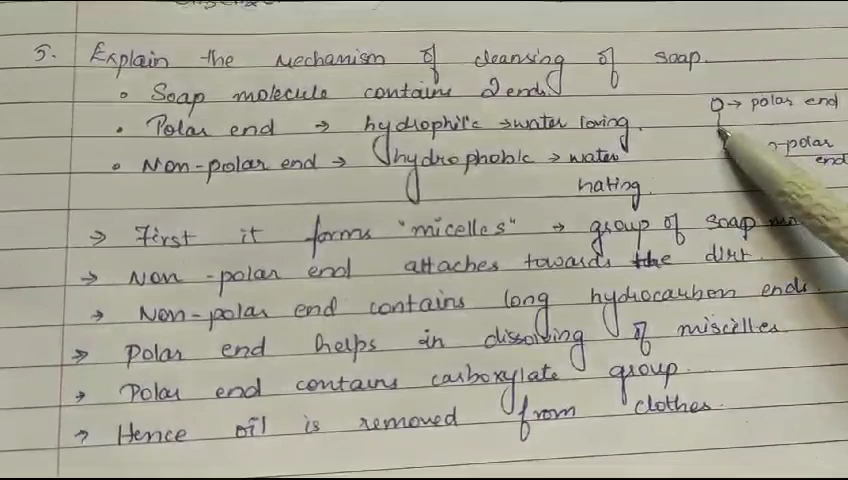 5. Explain the mechanism of cleansing of soap.
• Soap molecule contains 2 ends.
• Polar end → hydrophilc → water loving.
• Non-polar end → hydrophobic → water hating.
→ polar end
-polar end
→ First it forms "micelles" → group of soap
→ Non-polar end attaches towards the dirt.
→ Non-polar end contains long hydrocarbon ends.
→ Polar end helps in dissolving of miscelles.
→ Polar end contains carboxylate group.
→ Hence oil is removed from clothes.